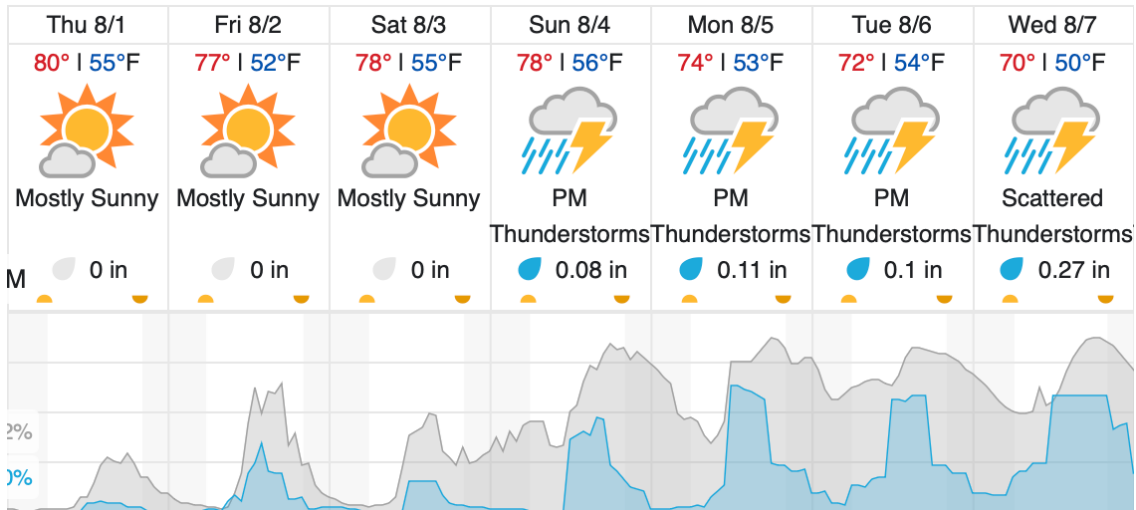 Thu 8/1 Fri 8/2 Sat 8/3 Sun 8/4 Mon 8/5 Tue 8/6 Wed 8/7
80° | 55°F 77° | 52°F 78° | 55°F 78° | 56°F 74° | 53°F 72° | 54°F 70° | 50°F
Mostly Sunny Mostly Sunny Mostly Sunny PM PM PM Scattered
Thunderstorms Thunderstorms Thunderstorms Thunderstorms
M 0 in 0 in 0 in 0.08 in 0.11 in 0.1 in 0.27 in
2%
0%